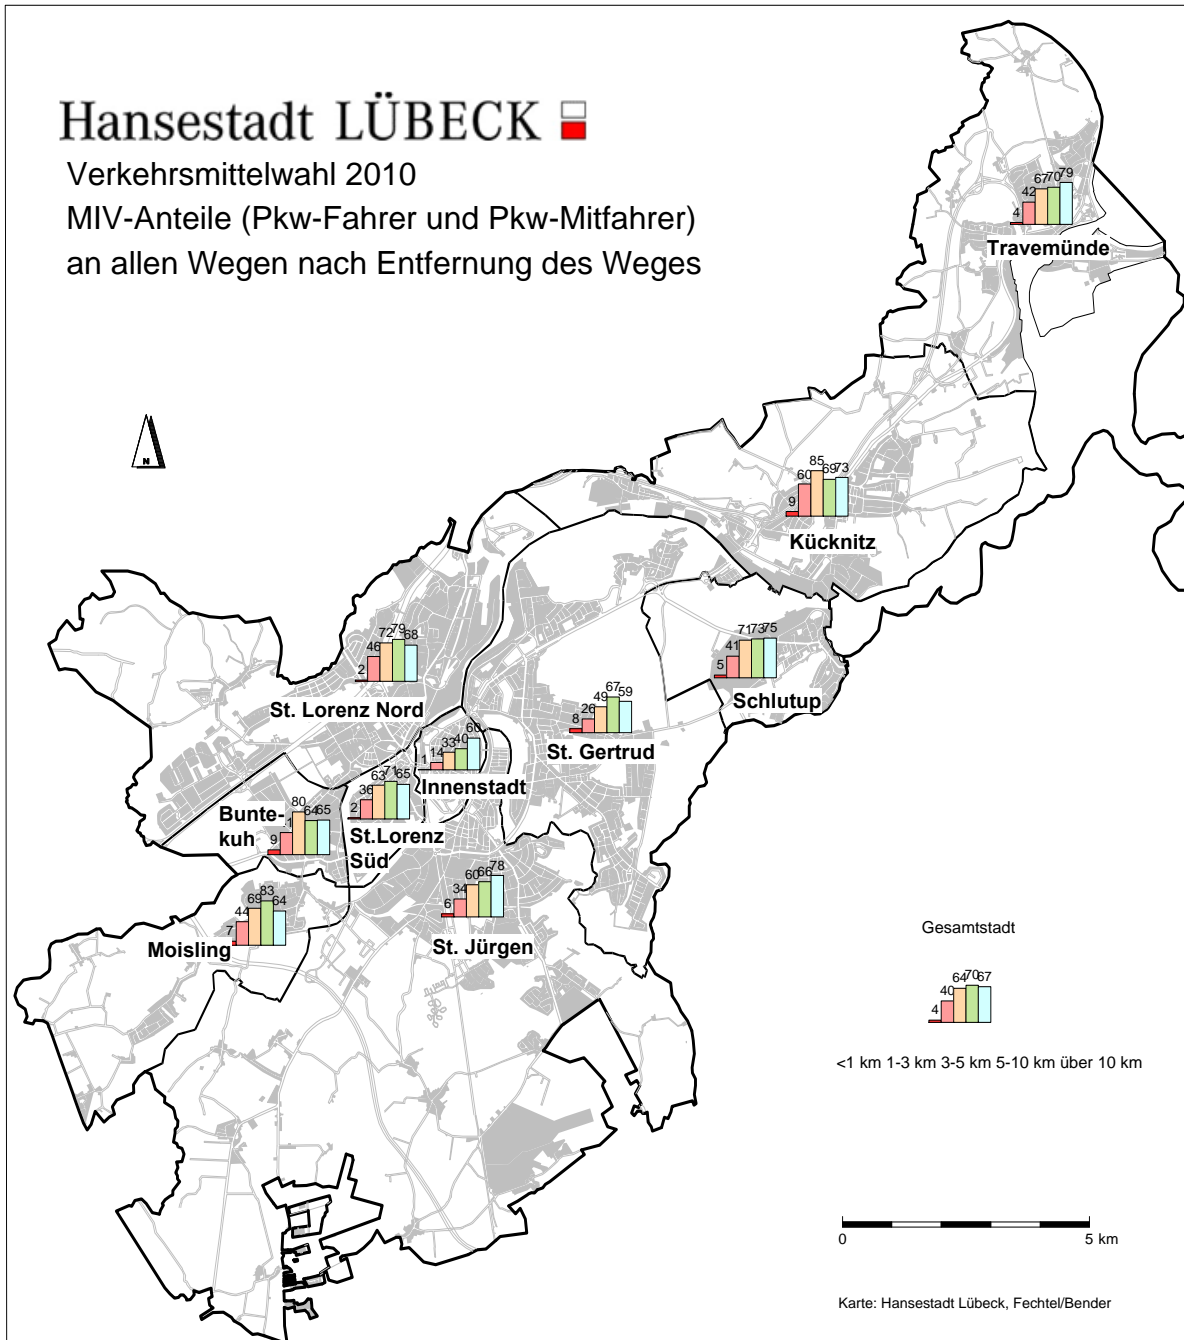 Hansestadt LÜBECK
Verkehrsmittelwahl 2010
MIV-Anteile (Pkw-Fahrer und Pkw-Mitfahrer)
an allen Wegen nach Entfernung des Weges
4 42 67 70 79
Travemünde
9 60 85 69 73
Kücknitz
N
2 46 72 79 68
St. Lorenz Nord
5 41 71 73 75
Schlutup
8 26 49 67 59
St. Gertrud
1 14 33 40 60
Innenstadt
2 36 63 71 65
St.Lorenz
Süd
9 80 64 65
Bunte-
kuh
7 44 69 83 64
Moisling
6 34 60 66 78
St. Jürgen
Gesamtstadt
4 40 64 70 67
<1 km 1-3 km 3-5 km 5-10 km über 10 km
0 5 km
Karte: Hansestadt Lübeck, Fechtel/Bender